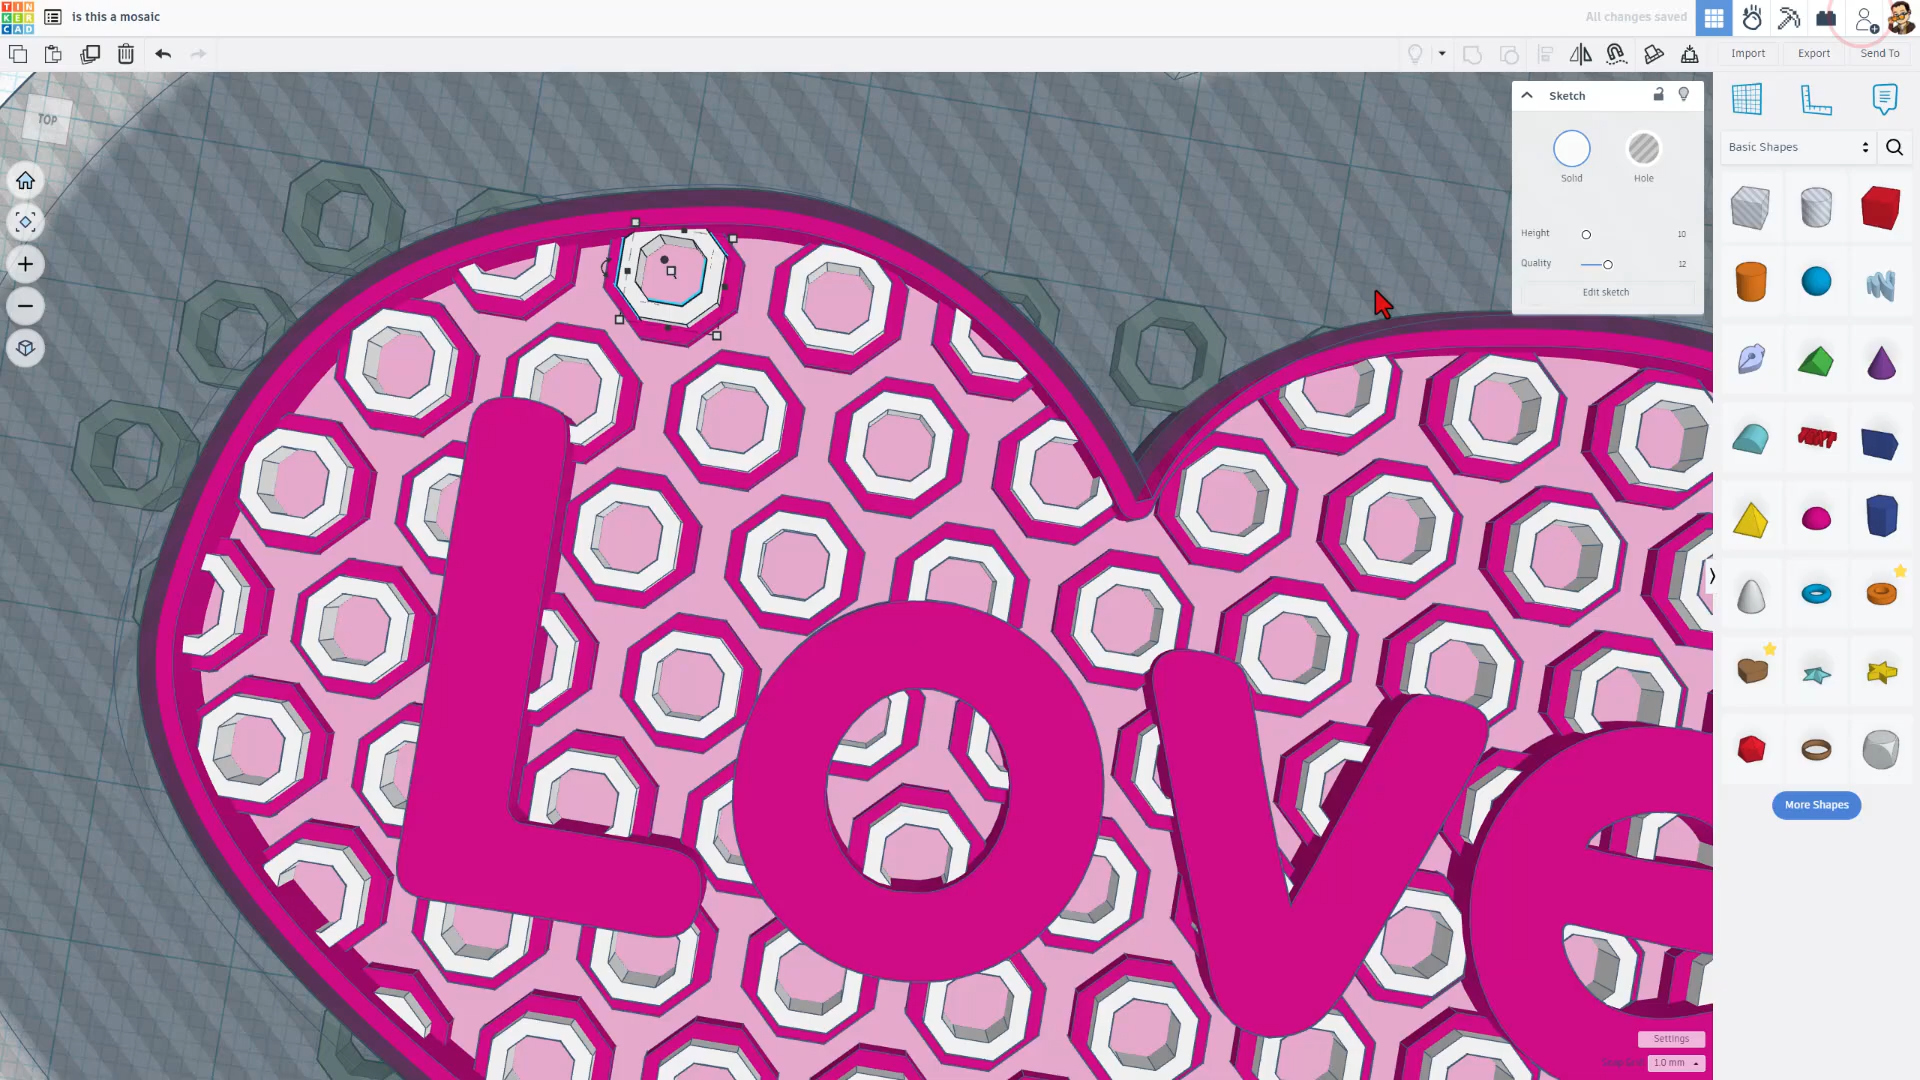 TIN
KER
CAD
is this a mosaic
All changes saved
Import
Export
Send To
TOP
Sketch
Solid
Hole
Height
10
Quality
12
Edit sketch
Basic Shapes
TEXT
More Shapes
Love
Settings
1.0 mm